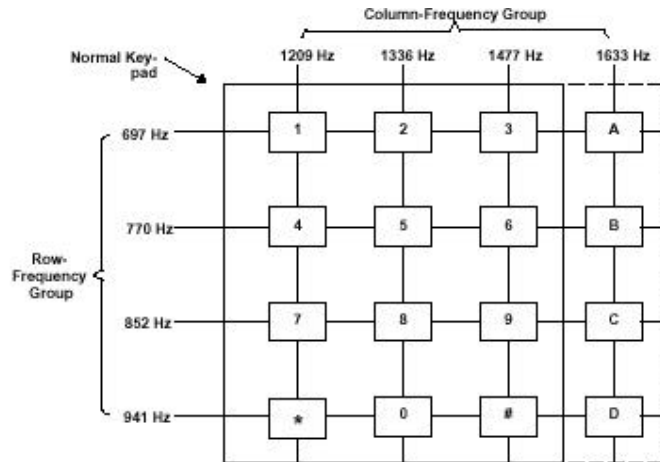 Column-Frequency Group
Normal Key-
pad
1209 Hz 1336 Hz 1477 Hz 1633 Hz
697 Hz 1 2 3 A
770 Hz 4 5 6 B
Row-
Frequency
Group
852 Hz 7 8 9 C
941 Hz * 0 # D